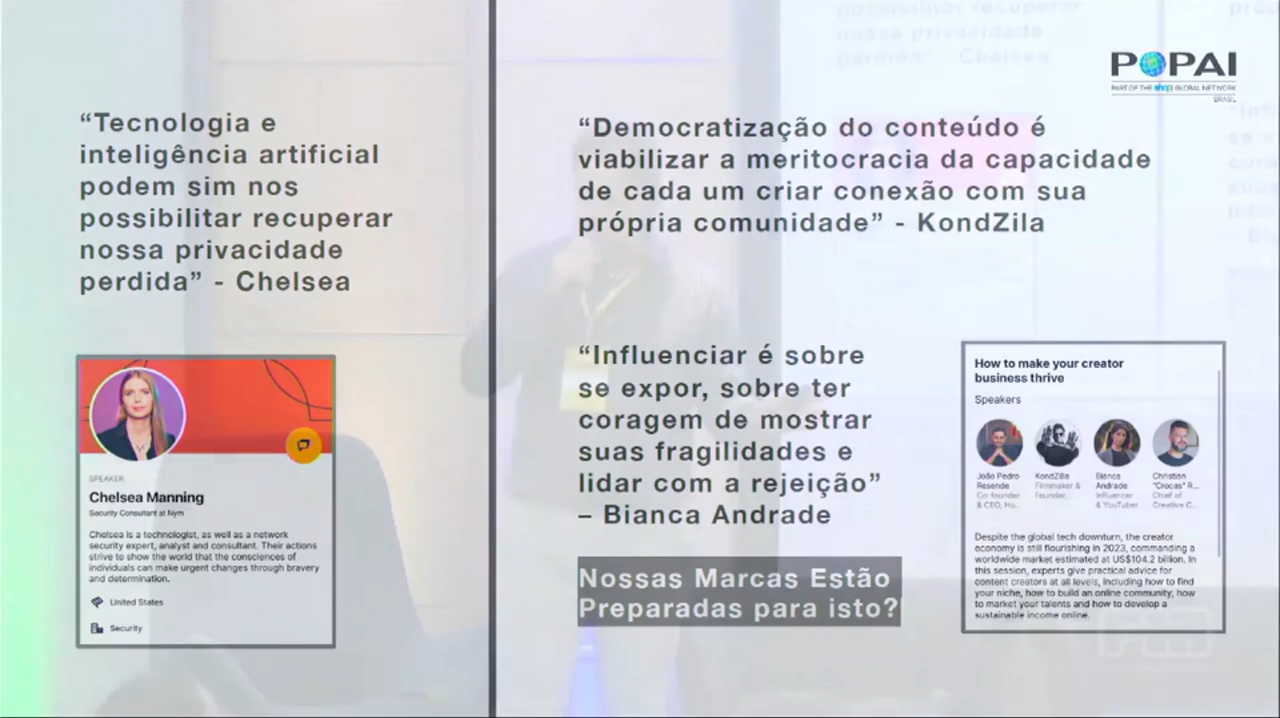 POPAI
PART OF THE shop! GLOBAL NETWORK
BRASIL
“Tecnologia e
inteligência artificial
podem sim nos
possibilitar recuperar
nossa privacidade
perdida” - Chelsea
SPEAKER
Chelsea Manning
Security Consultant at Nym
Chelsea is a technologist, as well as a network
security expert, analyst and consultant. Their actions
strive to show the world that the consciences of
individuals can make urgent changes through bravery
and determination.
United States
Security
“Democratização do conteúdo é
viabilizar a meritocracia da capacidade
de cada um criar conexão com sua
própria comunidade” - KondZila
“Influenciar é sobre
se expor, sobre ter
coragem de mostrar
suas fragilidades e
lidar com a rejeição”
– Bianca Andrade
Nossas Marcas Estão
Preparadas para isto?
How to make your creator
business thrive
Speakers
João Pedro
Resende
Co-founder
& CEO, Ho...
KondZilla
Filmmaker &
Founder,...
Bianca
Andrade
Influencer
& YouTuber
Christian
"Crocas" R...
Chief of
Creative C...
Despite the global tech downturn, the creator
economy is still flourishing in 2023, commanding a
worldwide market estimated at US$104.2 billion. In
this session, experts give practical advice for
content creators at all levels, including how to find
your niche, how to build an online community, how
to market your talents and how to develop a
sustainable income online.